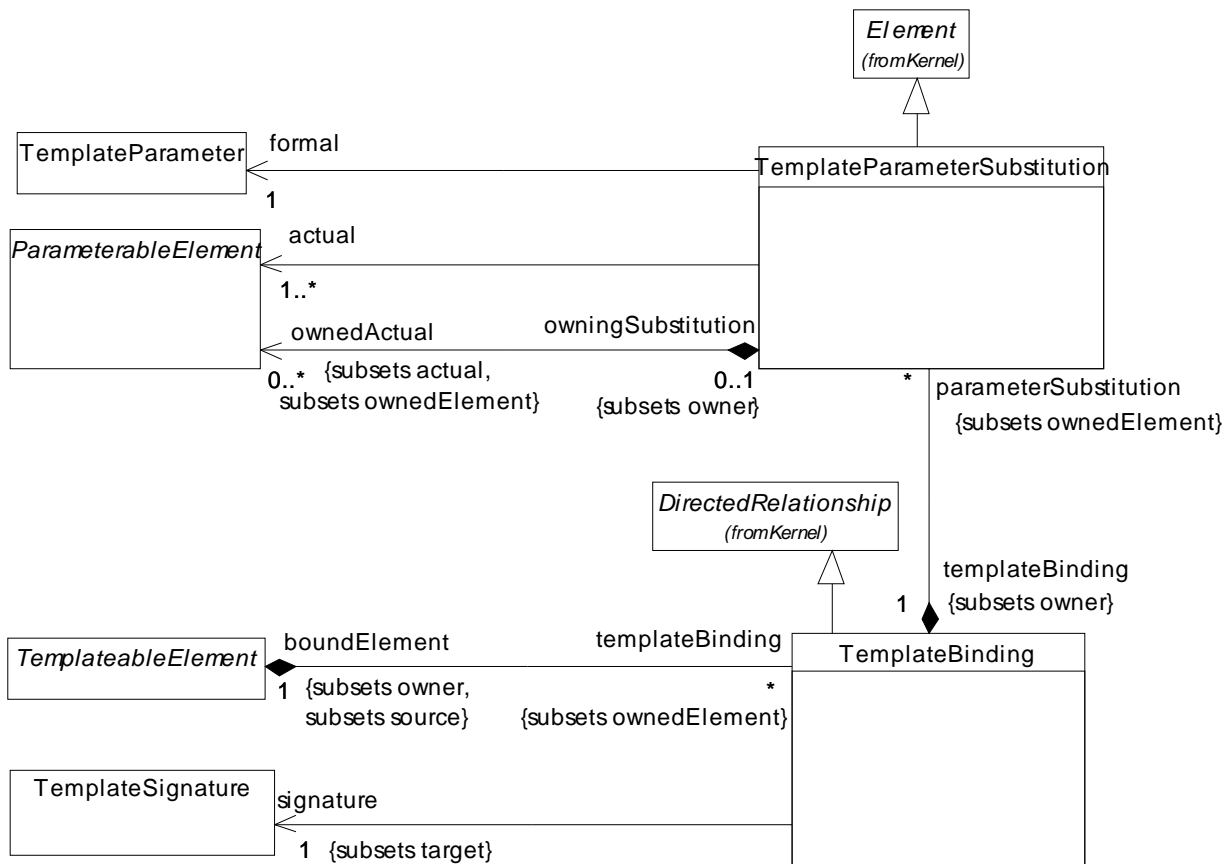 Element
(fromKernel)
TemplateParameter
formal
1
TemplateParameterSubstitution
ParameterableElement
actual
1..*
ownedActual
owningSubstitution
0..*
{subsets actual,
subsets ownedElement}
0..1
{subsets owner}
*
parameterSubstitution
{subsets ownedElement}
DirectedRelationship
(fromKernel)
templateBinding
1
{subsets owner}
TemplateableElement
boundElement
templateBinding
TemplateBinding
1
{subsets owner,
subsets source}
*
{subsets ownedElement}
TemplateSignature
signature
1
{subsets target}